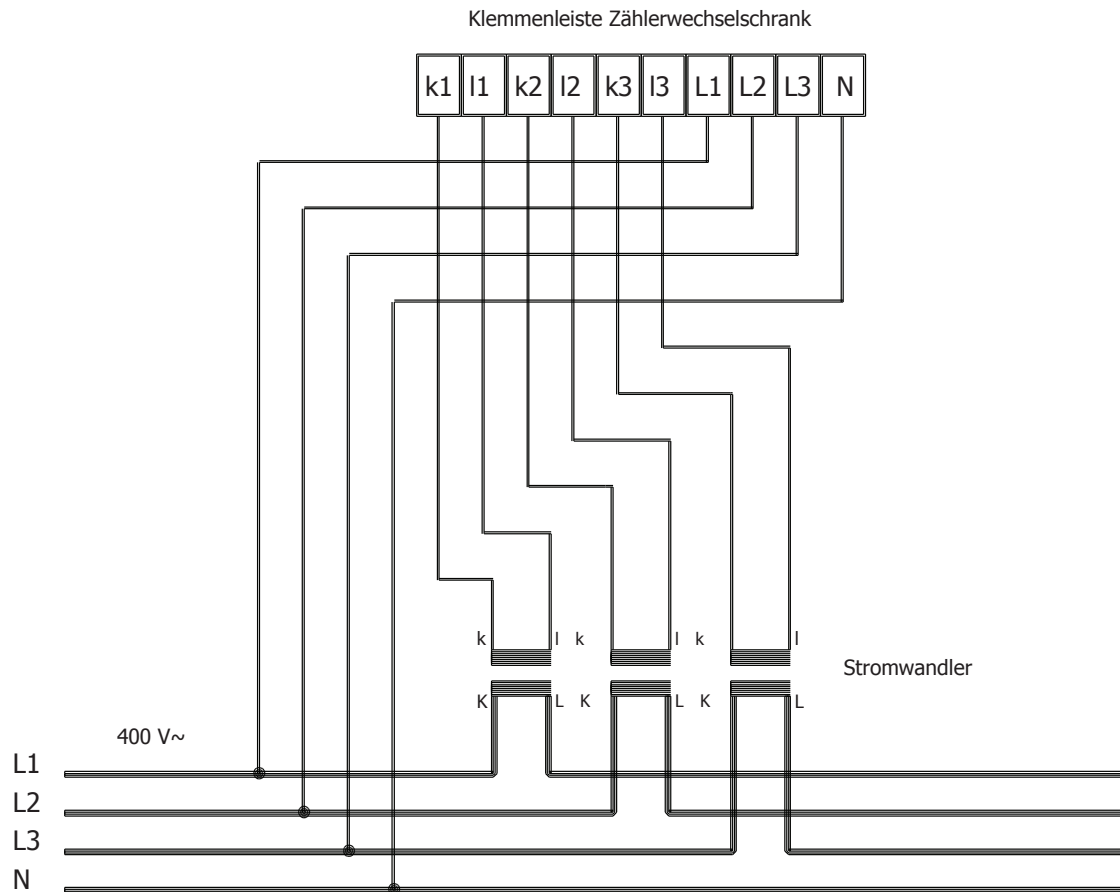 Klemmenleiste Zählerwechselschrank
k1 l1 k2 l2 k3 l3 L1 L2 L3 N
k l k l k l
Stromwandler
K L K L K L
400 V~
L1
L2
L3
N